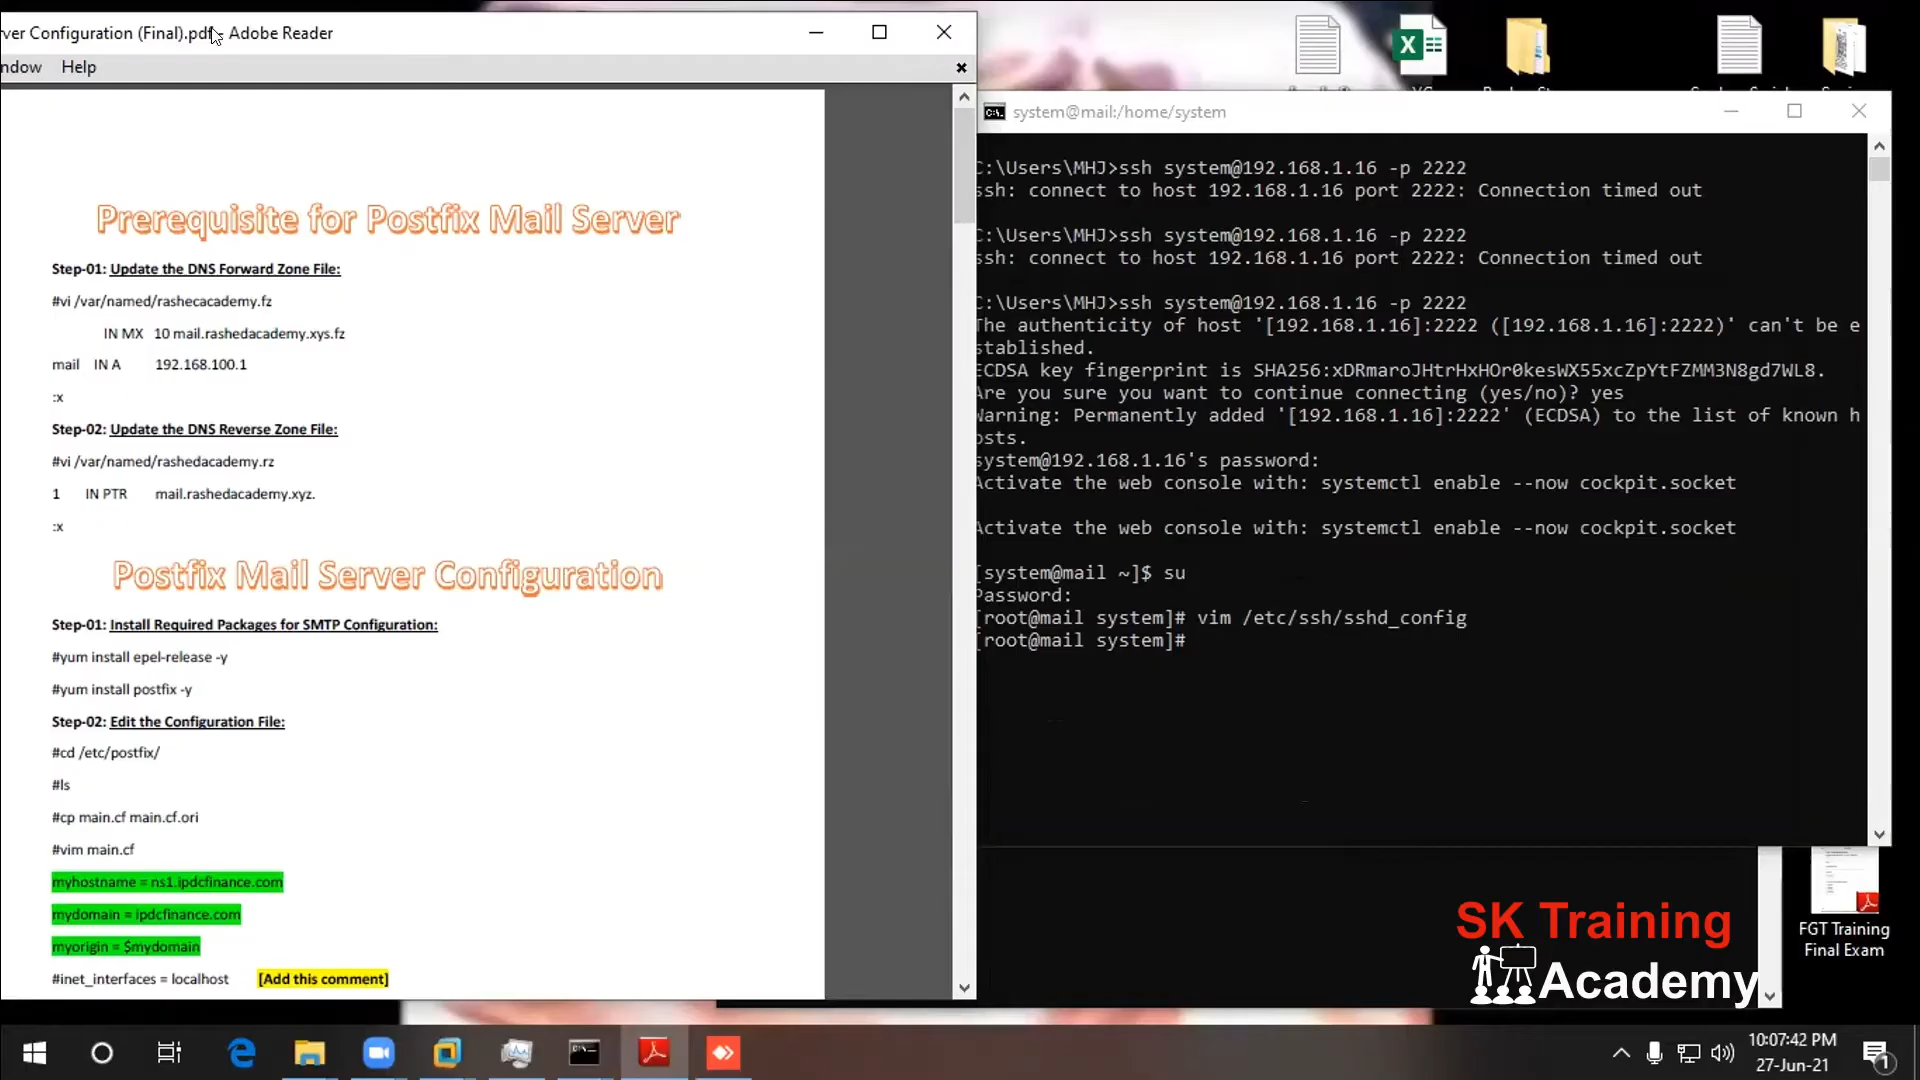 ver Configuration (Final).pdf - Adobe Reader
ndow Help
Prerequisite for Postfix Mail Server
Step-01: Update the DNS Forward Zone File:
#vi /var/named/rashecacademy.fz
IN MX 10 mail.rashedacademy.xys.fz
mail IN A 192.168.100.1
:x
Step-02: Update the DNS Reverse Zone File:
#vi /var/named/rashedacademy.rz
1 IN PTR mail.rashedacademy.xyz.
:x
Postfix Mail Server Configuration
Step-01: Install Required Packages for SMTP Configuration:
#yum install epel-release -y
#yum install postfix -y
Step-02: Edit the Configuration File:
#cd /etc/postfix/
#ls
#cp main.cf main.cf.ori
#vim main.cf
myhostname = ns1.ipdcfinance.com
mydomain = ipdcfinance.com
myorigin = $mydomain
#inet_interfaces = localhost [Add this comment]
system@mail:/home/system
C:\Users\MHJ>ssh system@192.168.1.16 -p 2222
ssh: connect to host 192.168.1.16 port 2222: Connection timed out
C:\Users\MHJ>ssh system@192.168.1.16 -p 2222
ssh: connect to host 192.168.1.16 port 2222: Connection timed out
C:\Users\MHJ>ssh system@192.168.1.16 -p 2222
The authenticity of host '[192.168.1.16]:2222 ([192.168.1.16]:2222)' can't be e
stablished.
ECDSA key fingerprint is SHA256:xDRmaroJHtrHxHOr0kesWX55xcZpYtFZMM3N8gd7WL8.
Are you sure you want to continue connecting (yes/no)? yes
Warning: Permanently added '[192.168.1.16]:2222' (ECDSA) to the list of known h
osts.
system@192.168.1.16's password:
Activate the web console with: systemctl enable --now cockpit.socket
Activate the web console with: systemctl enable --now cockpit.socket
[system@mail ~]$ su
Password:
[root@mail system]# vim /etc/ssh/sshd_config
[root@mail system]#
SK Training
Academy
FGT Training
Final Exam
10:07:42 PM
27-Jun-21
1